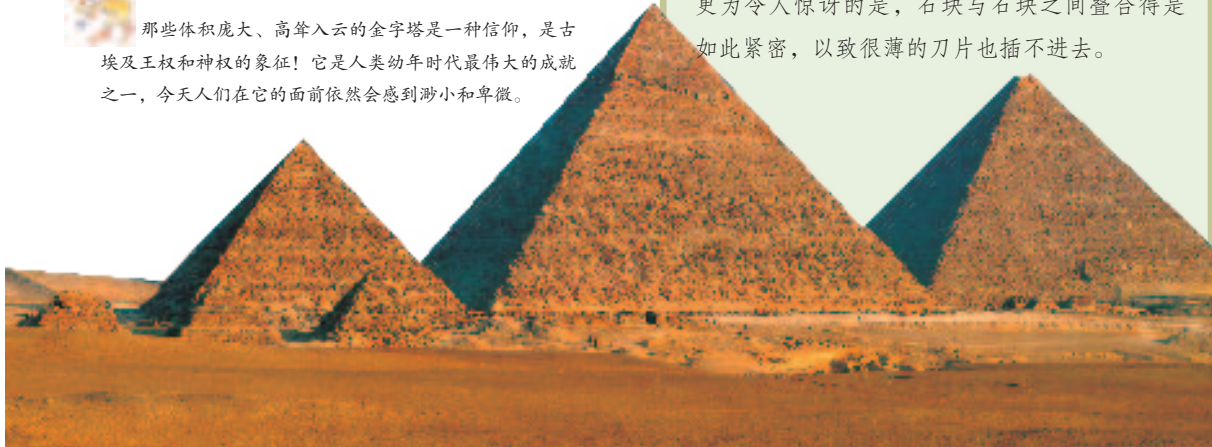 那些体积庞大、高耸入云的金字塔是一种信仰，是古
埃及王权和神权的象征！它是人类幼年时代最伟大的成就
之一，今天人们在它的面前依然会感到渺小和卑微。
更为令人惊讶的是，石块与石块之间叠合得是
如此紧密，以致很薄的刀片也插不进去。